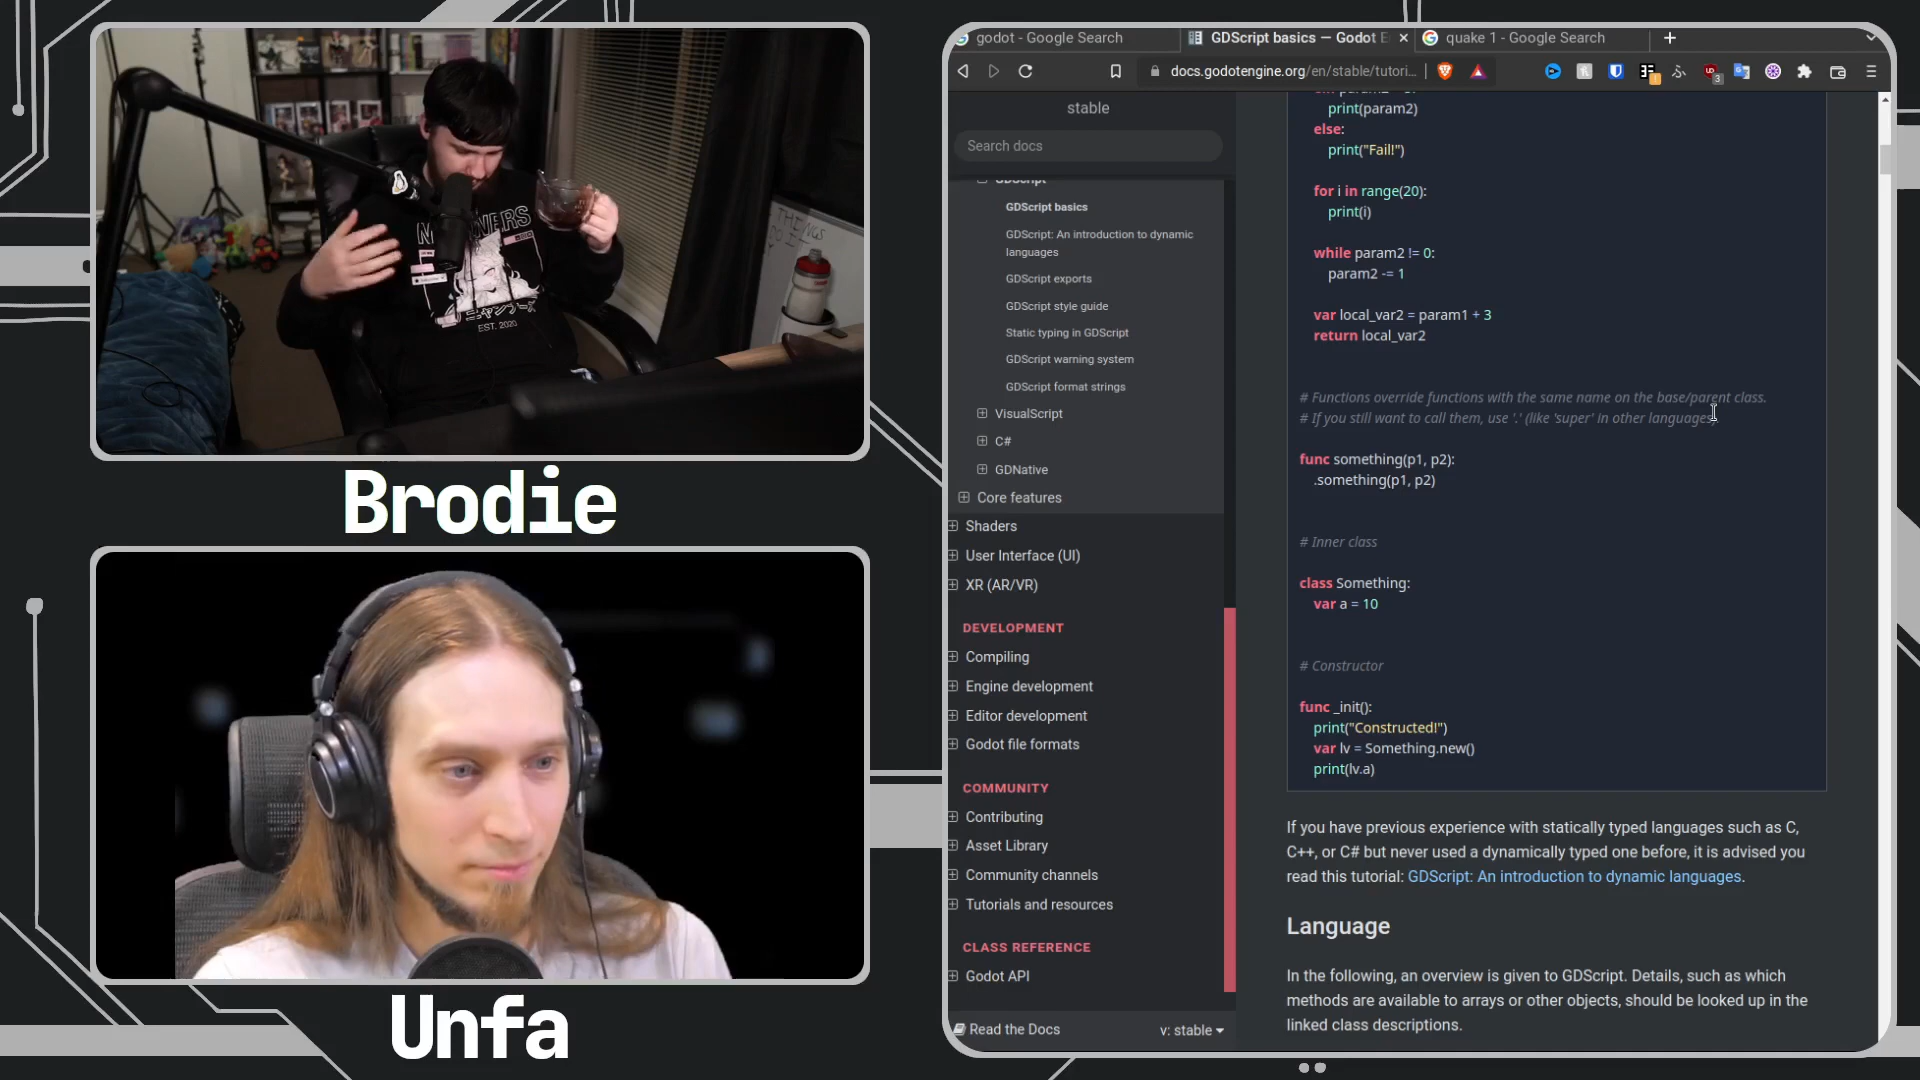 Brodie
Unfa
godot - Google Search
GDScript basics — Godot E
quake 1 - Google Search
docs.godotengine.org/en/stable/tutori...
stable
Search docs
GDScript
GDScript basics
GDScript: An introduction to dynamic
languages
GDScript exports
GDScript style guide
Static typing in GDScript
GDScript warning system
GDScript format strings
VisualScript
C#
GDNative
Core features
Shaders
User Interface (UI)
XR (AR/VR)
DEVELOPMENT
Compiling
Engine development
Editor development
Godot file formats
COMMUNITY
Contributing
Asset Library
Community channels
Tutorials and resources
CLASS REFERENCE
Godot API
Read the Docs
v: stable
print(param2)
else:
print("Fail!")
for i in range(20):
print(i)
while param2 != 0:
param2 -= 1
var local_var2 = param1 + 3
return local_var2
# Functions override functions with the same name on the base/parent class.
# If you still want to call them, use '.' (like 'super' in other languages)
func something(p1, p2):
.something(p1, p2)
# Inner class
class Something:
var a = 10
# Constructor
func _init():
print("Constructed!")
var lv = Something.new()
print(lv.a)
If you have previous experience with statically typed languages such as C,
C++, or C# but never used a dynamically typed one before, it is advised you
read this tutorial: GDScript: An introduction to dynamic languages.
Language
In the following, an overview is given to GDScript. Details, such as which
methods are available to arrays or other objects, should be looked up in the
linked class descriptions.
EST. 2020